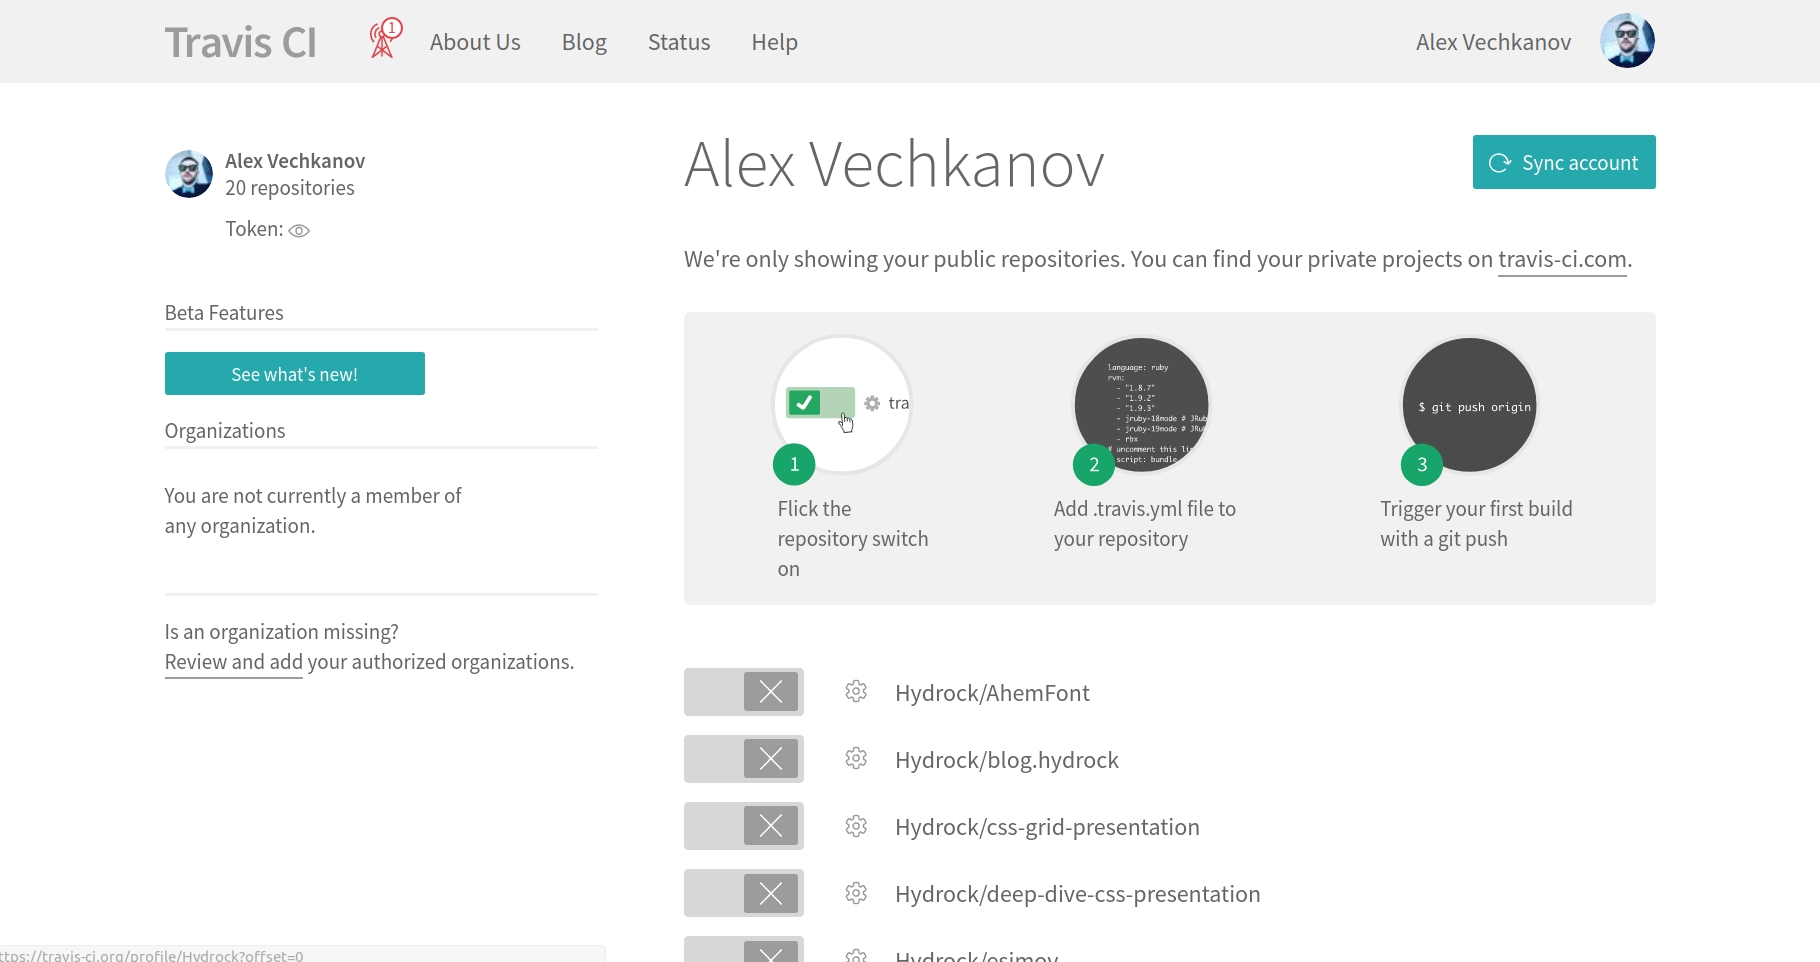 Travis CI
1
About Us
Blog
Status
Help
Alex Vechkanov
Alex Vechkanov
20 repositories
Token:
Beta Features
See what's new!
Organizations
You are not currently a member of
any organization.
Is an organization missing?
Review and add your authorized organizations.
Alex Vechkanov
Sync account
We're only showing your public repositories. You can find your private projects on travis-ci.com.
tra
1
Flick the
repository switch
on
language: ruby
rvm:
- "1.8.7"
- "1.9.2"
- "1.9.3"
- jruby-18mode # JRub
- jruby-19mode # JRu
- rbx
# uncomment this li
script: bundle
2
Add .travis.yml file to
your repository
$ git push origin
3
Trigger your first build
with a git push
Hydrock/AhemFont
Hydrock/blog.hydrock
Hydrock/css-grid-presentation
Hydrock/deep-dive-css-presentation
Hydrock/esimov
ttps://travis-ci.org/profile/Hydrock?offset=0